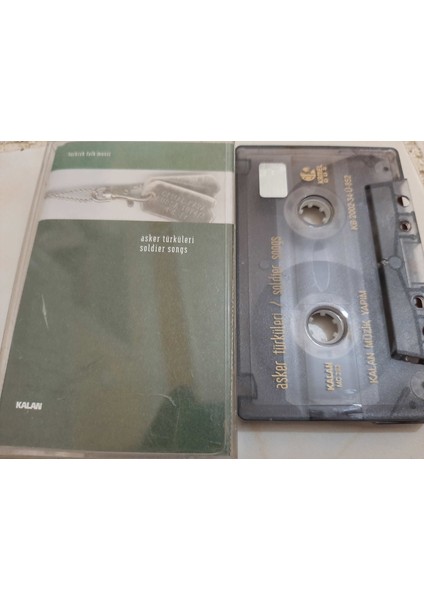 turkish folk music
asker türküleri
soldier songs
KALAN
asker türküleri / soldier songs
KALAN MÜZİK YAPIM
KALAN